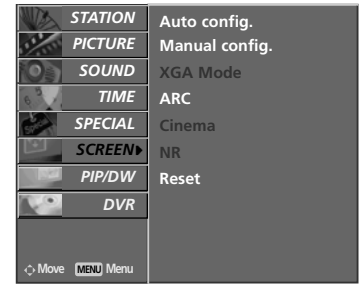 STATION
PICTURE
SOUND
TIME
SPECIAL
SCREEN
PIP/DW
DVR
Move MENU Menu
Auto config.
Manual config.
XGA Mode
ARC
Cinema
NR
Reset